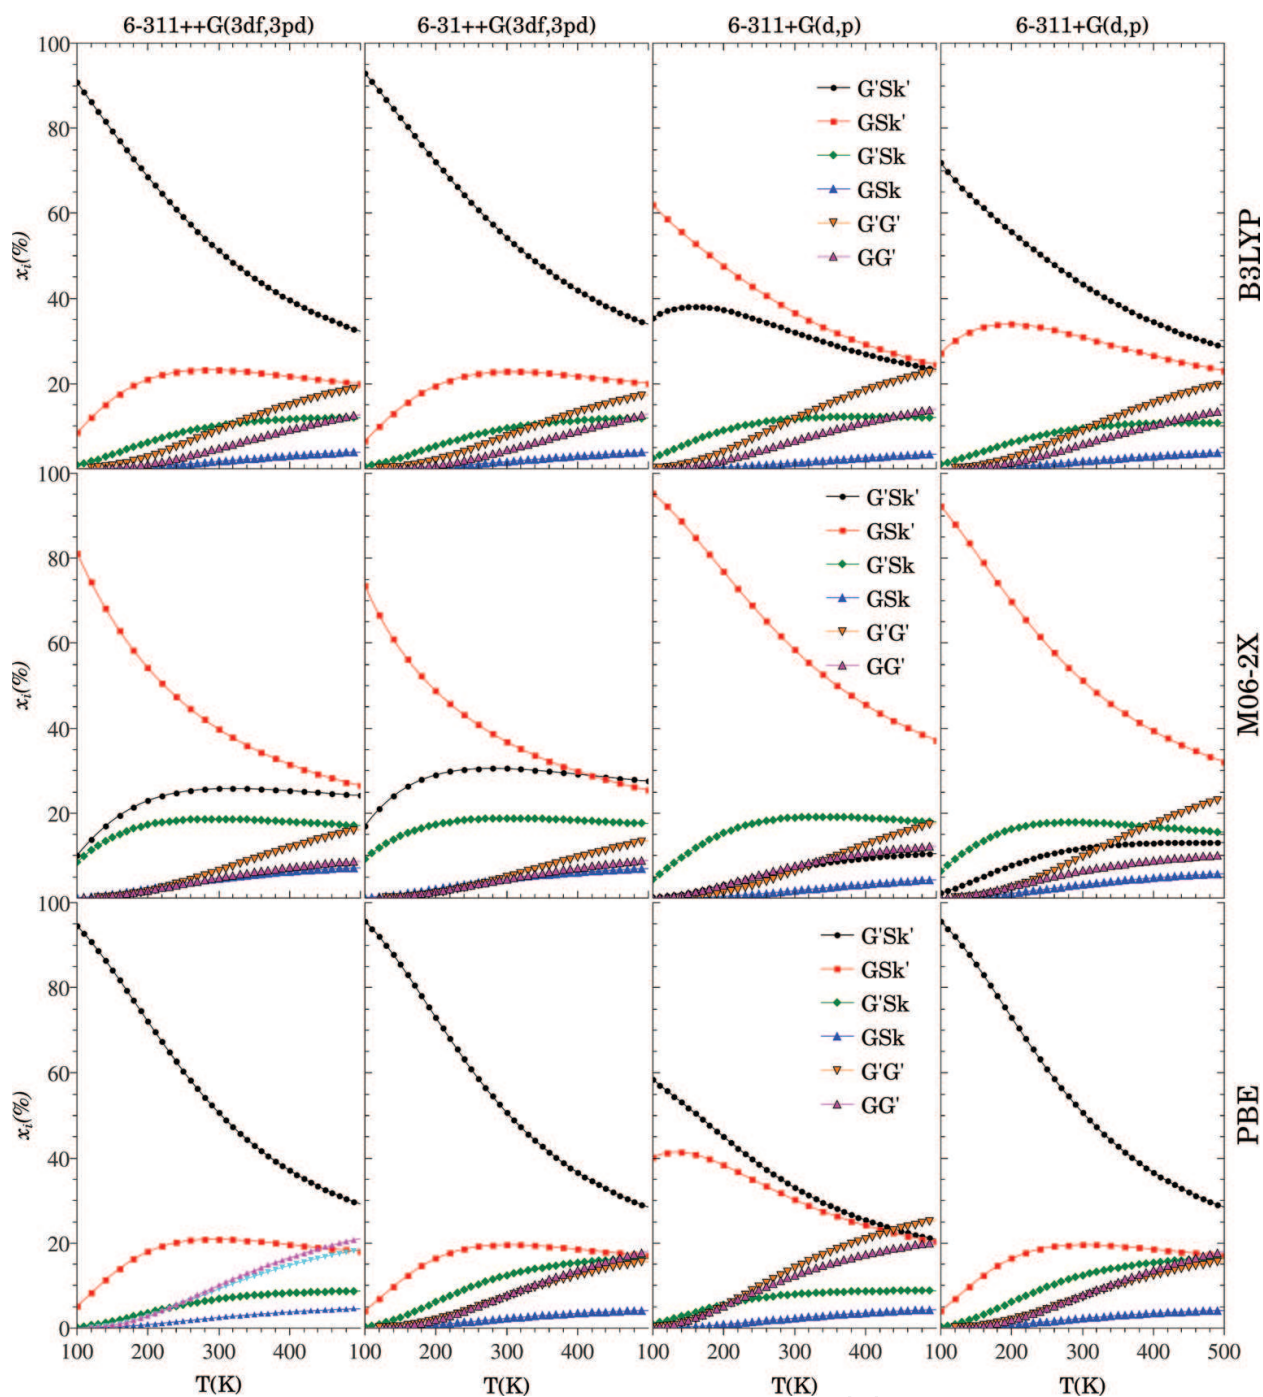 6-311++G(3df,3pd) 6-31++G(3df,3pd) 6-311+G(d,p) 6-311+G(d,p)
100
80
60
40
20
xi(%)
G'Sk'
GSk'
G'Sk
GSk
G'G'
GG'
B3LYP
100
80
60
40
20
xi(%)
G'Sk'
GSk'
G'Sk
GSk
G'G'
GG'
M06-2X
100
80
60
40
20
0
xi(%)
G'Sk'
GSk'
G'Sk
GSk
G'G'
GG'
PBE
100 200 300 400 100 200 300 400 100 200 300 400 100 200 300 400 500
T(K) T(K) T(K) T(K)